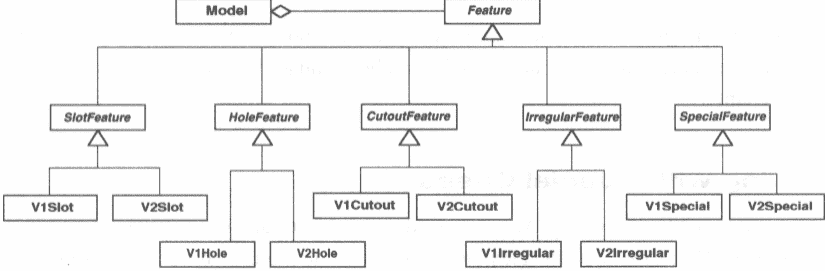 Model
Feature
SlotFeature
HoleFeature
CutoutFeature
IrregularFeature
SpecialFeature
V1Slot
V2Slot
V1Cutout
V2Cutout
V1Special
V2Special
V1Hole
V2Hole
V1Irregular
V2Irregular